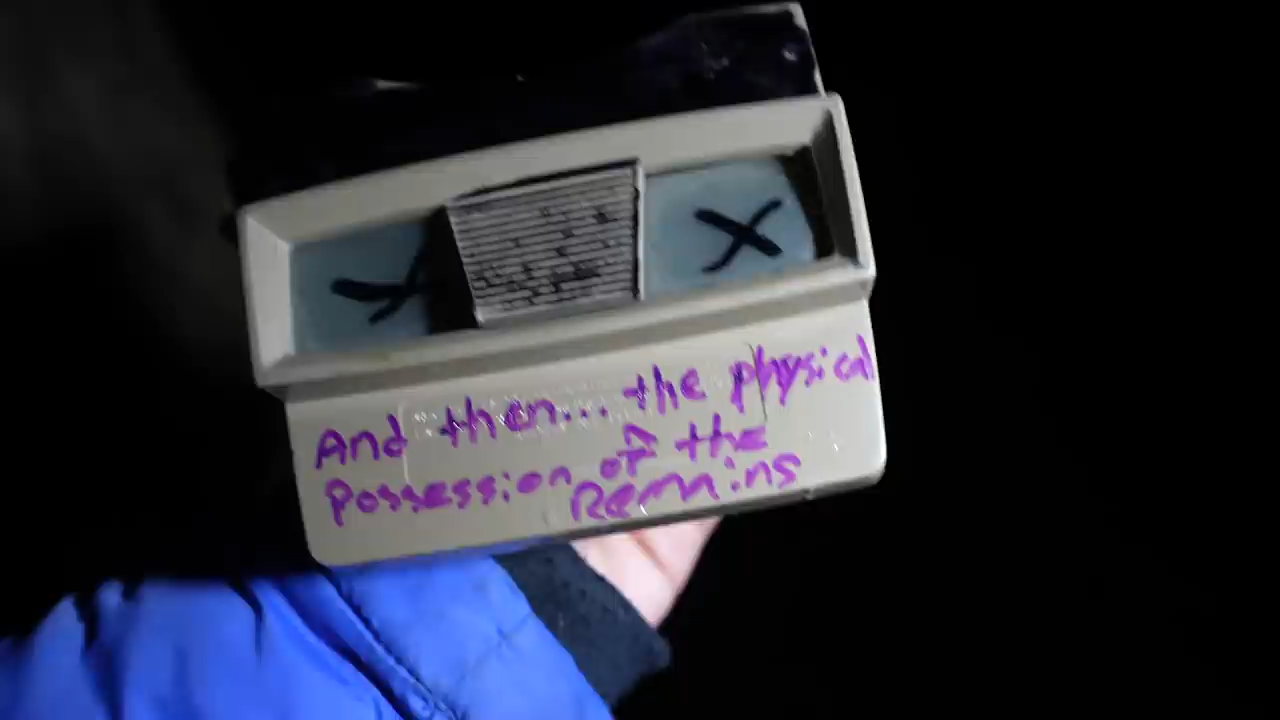 X X
And then... the physical
Possession of the
Remains